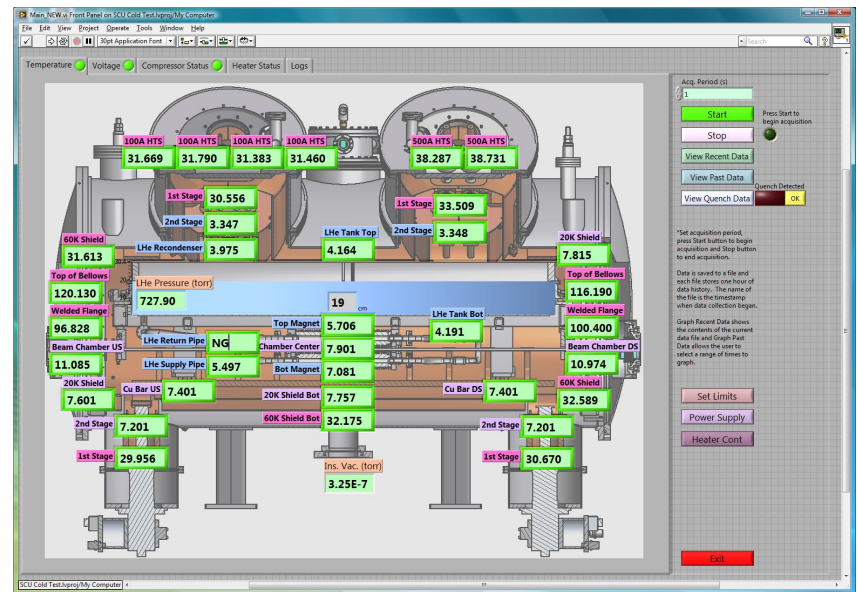 Main_NEW.vi Front Panel on SCU Cold Test.lvproj/My Computer
File Edit View Project Operate Tools Window Help
30pt Application Font
Search
Temperature Voltage Compressor Status Heater Status Logs
Acq. Period (s)
1
Start
Press Start to
begin acquisition
Stop
View Recent Data
View Past Data
Quench Detected
View Quench Data
OK
*Set acquisition period,
press Start button to begin
acquisition and Stop button
to end acquisition.
Data is saved to a file and
each file stores one hour of
data history. The name of
the file is the timestamp
when data collection began.
Graph Recent Data shows
the contents of the current
data file and Graph Past
Data allows the user to
select a range of times to
graph.
Set Limits
Power Supply
Heater Cont
Exit
100A HTS 100A HTS 100A HTS 100A HTS
31.669 31.790 31.383 31.460
500A HTS 500A HTS
38.287 38.731
1st Stage 30.556
2nd Stage 3.347
LHe Recondenser 3.975
LHe Tank Top
4.164
1st Stage 33.509
2nd Stage 3.348
60K Shield
31.613
20K Shield
7.815
Top of Bellows
120.130
Top of Bellows
116.190
LHe Pressure (torr)
727.90
19 cm
Welded Flange
96.828
Welded Flange
100.400
Top Magnet 5.706
LHe Tank Bot
4.191
LHe Return Pipe NG
Chamber Center 7.901
Beam Chamber US
11.085
Beam Chamber DS
10.974
LHe Supply Pipe 5.497
Bot Magnet 7.081
20K Shield
7.601
Cu Bar US 7.401
Cu Bar DS 7.401
60K Shield
32.589
20K Shield Bot 7.757
60K Shield Bot 32.175
2nd Stage 7.201
2nd Stage 7.201
1st Stage 29.956
1st Stage 30.670
Ins. Vac. (torr)
3.25E-7
SCU Cold Test.lvproj/My Computer